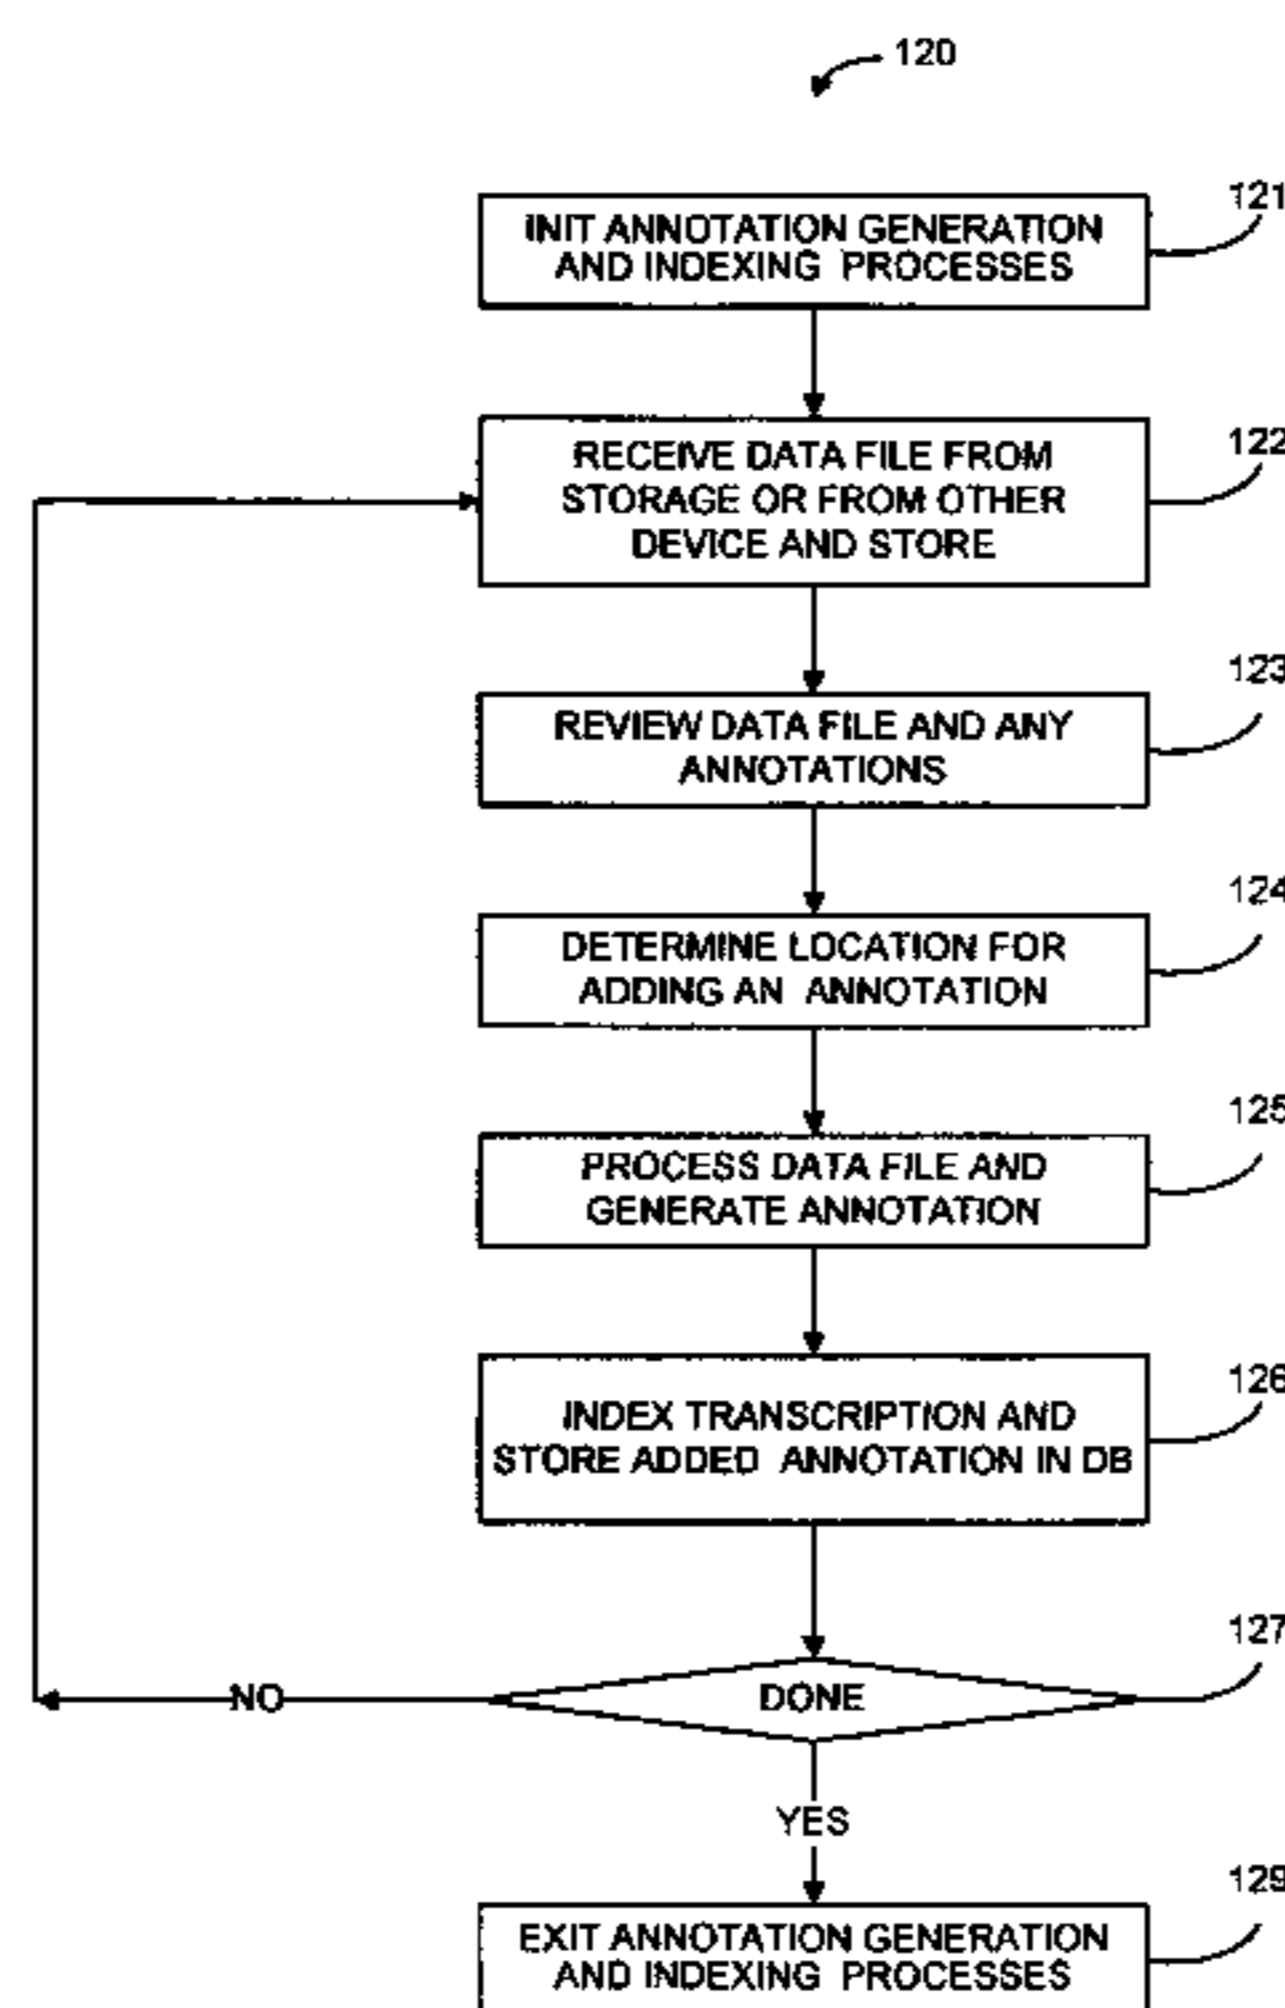 120
121
INIT ANNOTATION GENERATION
AND INDEXING PROCESSES
122
RECEIVE DATA FILE FROM
STORAGE OR FROM OTHER
DEVICE AND STORE
123
REVIEW DATA FILE AND ANY
ANNOTATIONS
124
DETERMINE LOCATION FOR
ADDING AN ANNOTATION
125
PROCESS DATA FILE AND
GENERATE ANNOTATION
126
INDEX TRANSCRIPTION AND
STORE ADDED ANNOTATION IN DB
127
NO
DONE
YES
129
EXIT ANNOTATION GENERATION
AND INDEXING PROCESSES